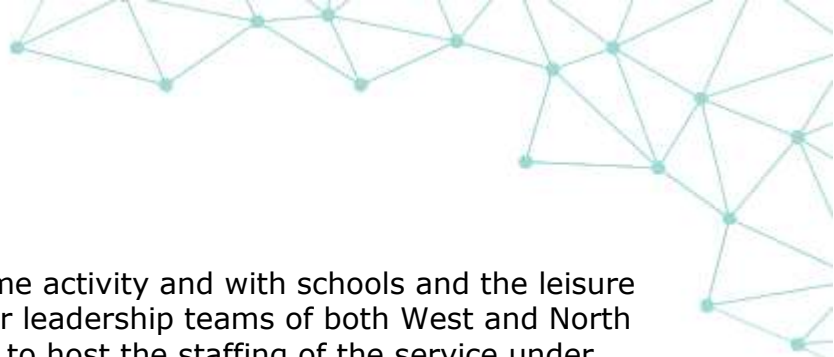 me activity and with schools and the leisure
r leadership teams of both West and North
to host the staffing of the service under